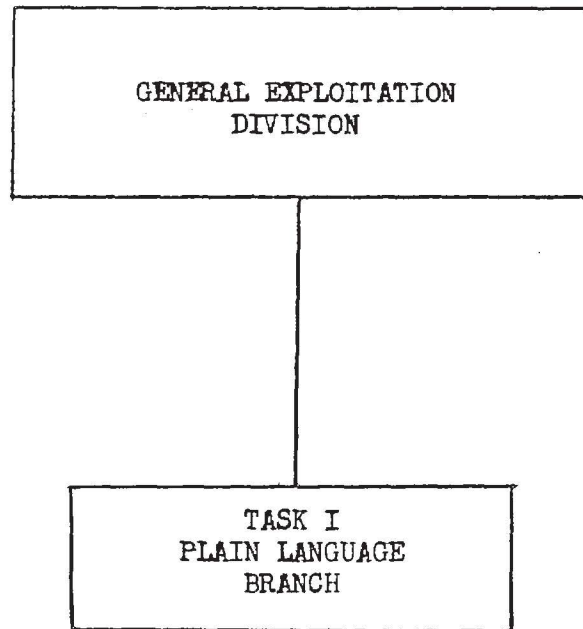 GENERAL EXPLOITATION
DIVISION
TASK I
PLAIN LANGUAGE
BRANCH